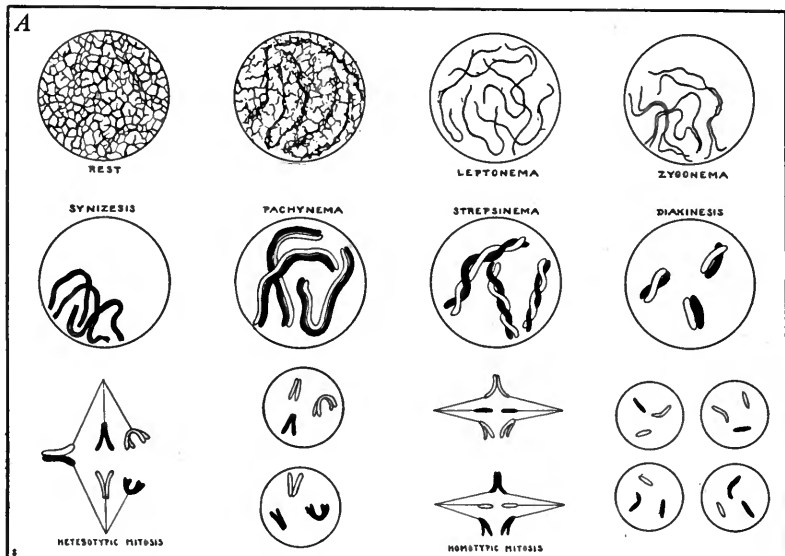 A
REST
LEPTONEMA
ZYGONEMA
SYNIZESIS
PACHYNEMA
STREPSINEMA
DIAKINESIS
HETEROTYPIC MITOSIS
HOMOTYPIC MITOSIS
s